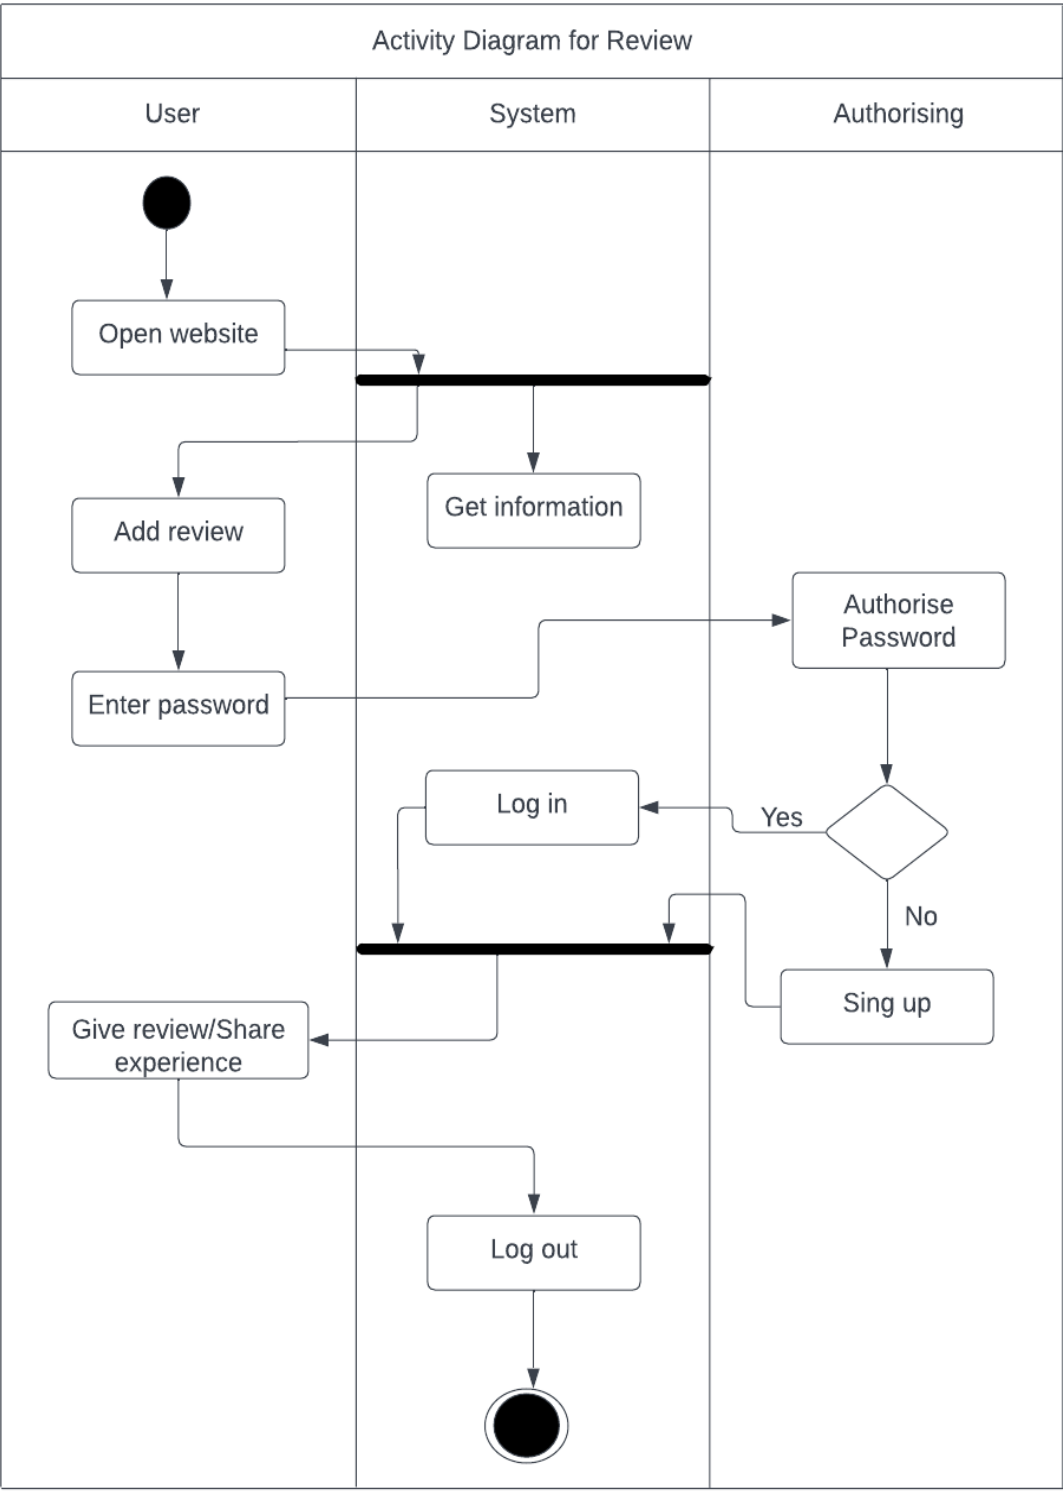 Activity Diagram for Review
User
System
Authorising
Open website
Get information
Add review
Authorise
Password
Enter password
Log in
Yes
No
Sing up
Give review/Share
experience
Log out